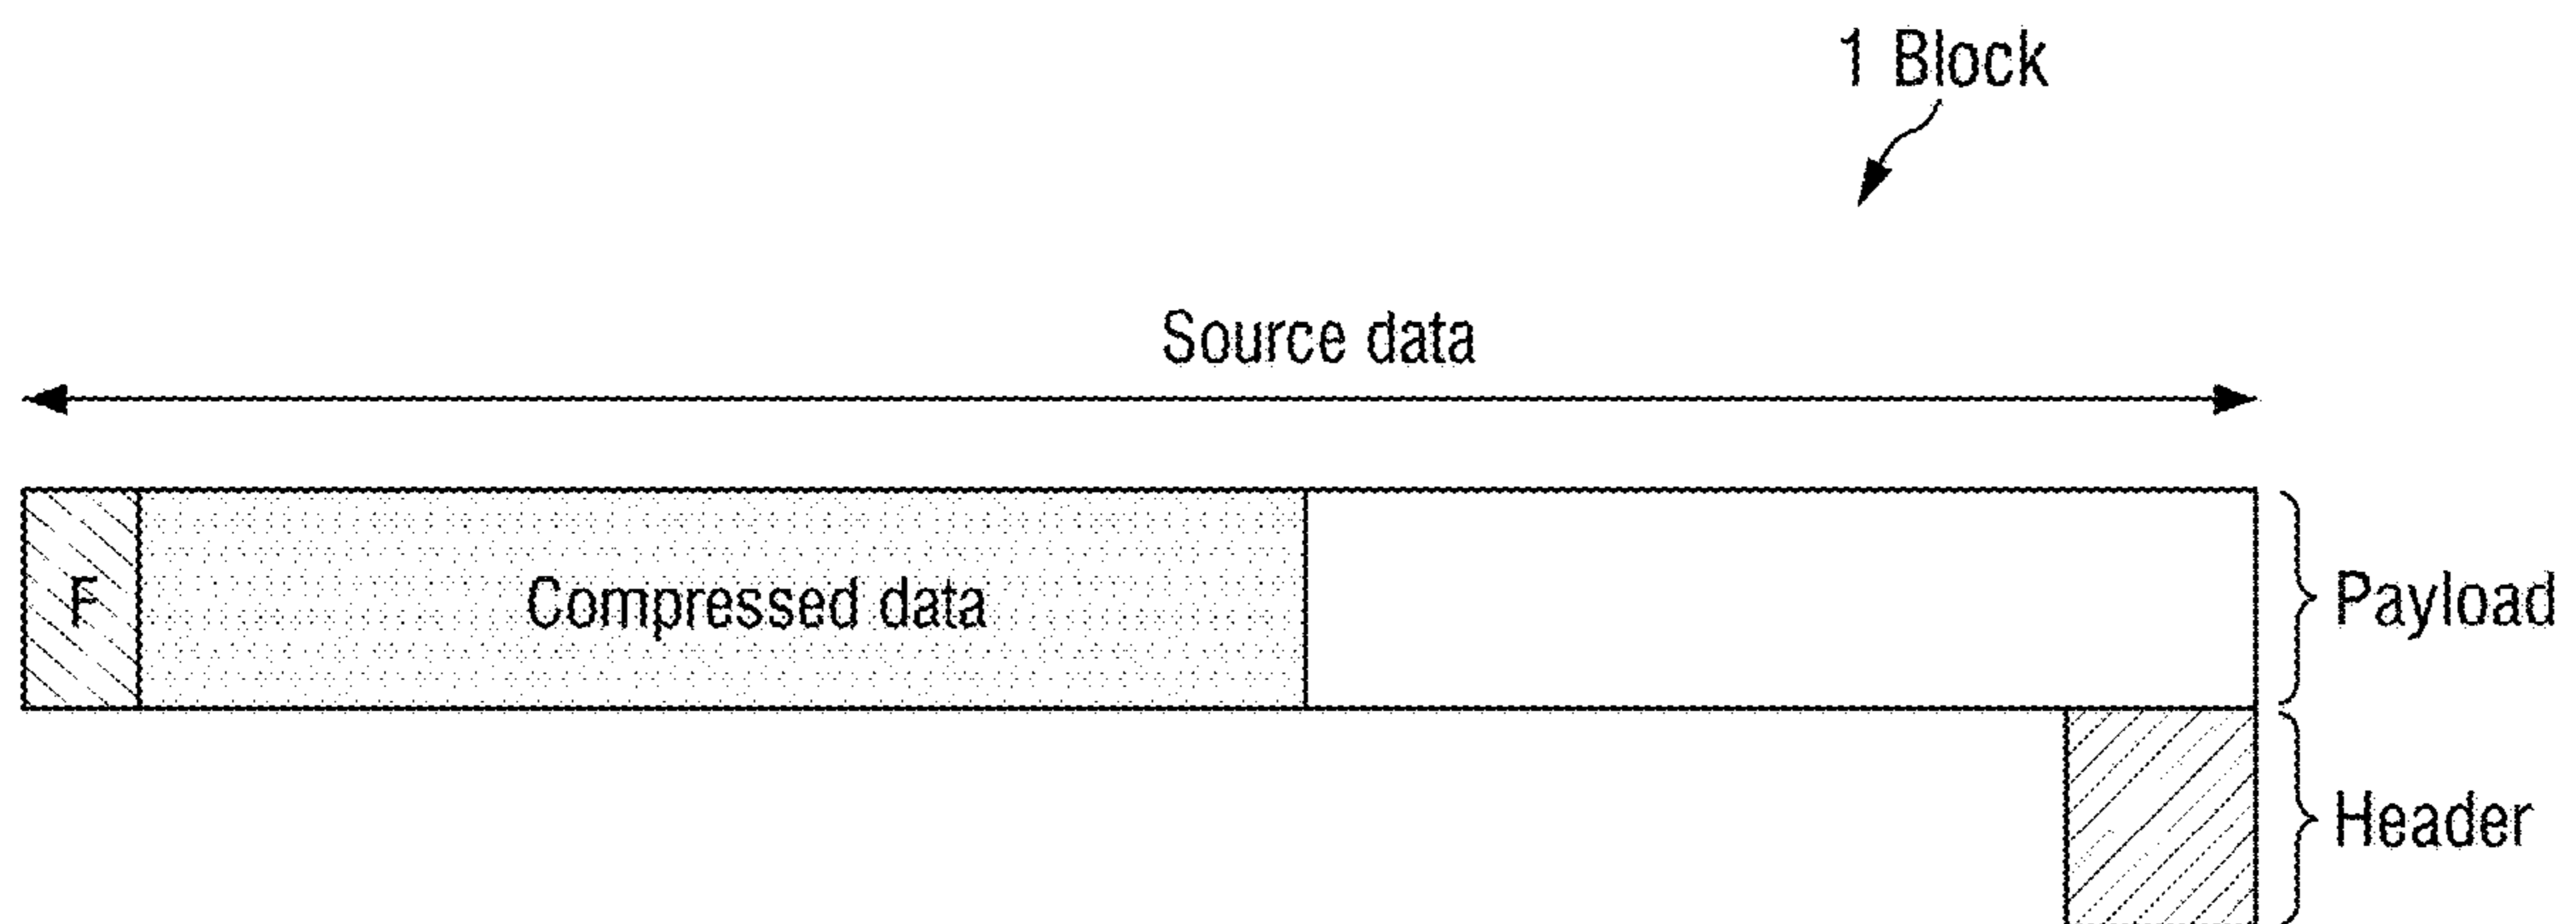 1 Block
Source data
F
Compressed data
Payload
Header